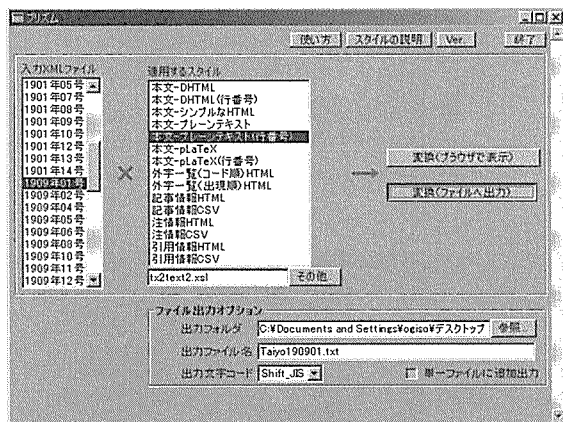 プリズム
使い方 スタイルの説明 Ver. 終了
入力XMLファイル
1901年05号
1901年07号
1901年08号
1901年09号
1901年10号
1901年12号
1901年13号
1901年14号
1909年01号
1909年02号
1909年04号
1909年05号
1909年06号
1909年08号
1909年10号
1909年11号
1909年12号
適用するスタイル
本文-DHTML
本文-DHTML(行番号)
本文-シンプルなHTML
本文-プレーンテキスト
本文-プレーンテキスト(行番号)
本文-pLaTeX
本文-pLaTeX(行番号)
外字一覧(コード順)HTML
外字一覧(出現順)HTML
記事情報HTML
記事情報CSV
注情報HTML
注情報CSV
引用情報HTML
引用情報CSV
tx2text2.xsl その他
変換(ブラウザで表示)
変換(ファイルへ出力)
ファイル出力オプション
出力フォルダ C:¥Documents and Settings¥ogiso¥デスクトップ 参照
出力ファイル名 Taiyo190901.txt
出力文字コード Shift_JIS 単一ファイルに追加出力